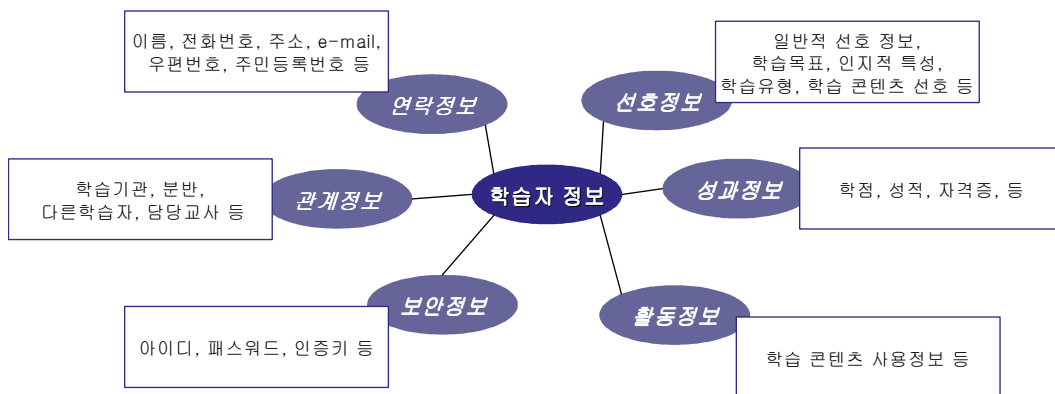 이름, 전화번호, 주소, e-mail,
우편번호, 주민등록번호 등
연락정보
일반적 선호 정보,
학습목표, 인지적 특성,
학습유형, 학습 콘텐츠 선호 등
선호정보
학습기관, 분반,
다른학습자, 담당교사 등
관계정보
학습자 정보
성과정보
학점, 성적, 자격증, 등
보안정보
아이디, 패스워드, 인증키 등
활동정보
학습 콘텐츠 사용정보 등